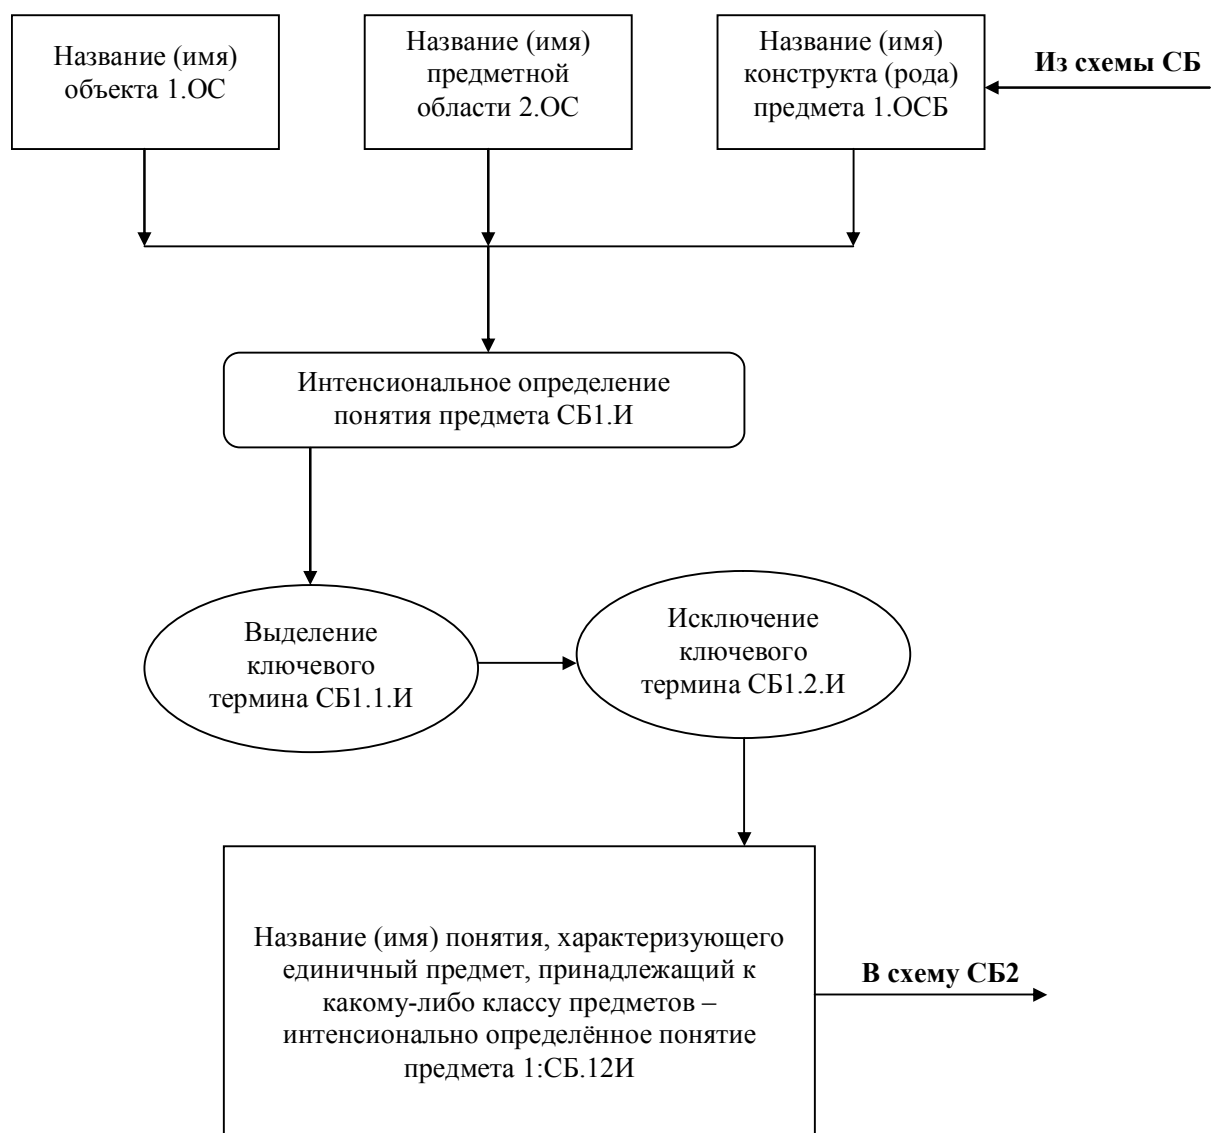 Название (имя)
объекта 1.ОС
Название (имя)
предметной
области 2.ОС
Название (имя)
конструкта (рода)
предмета 1.ОСБ
Из схемы СБ
Интенсиональное определение
понятия предмета СБ1.И
Выделение
ключевого
термина СБ1.1.И
Исключение
ключевого
термина СБ1.2.И
Название (имя) понятия, характеризующего
единичный предмет, принадлежащий к
какому-либо классу предметов –
интенсионально определённое понятие
предмета 1:СБ.12И
В схему СБ2